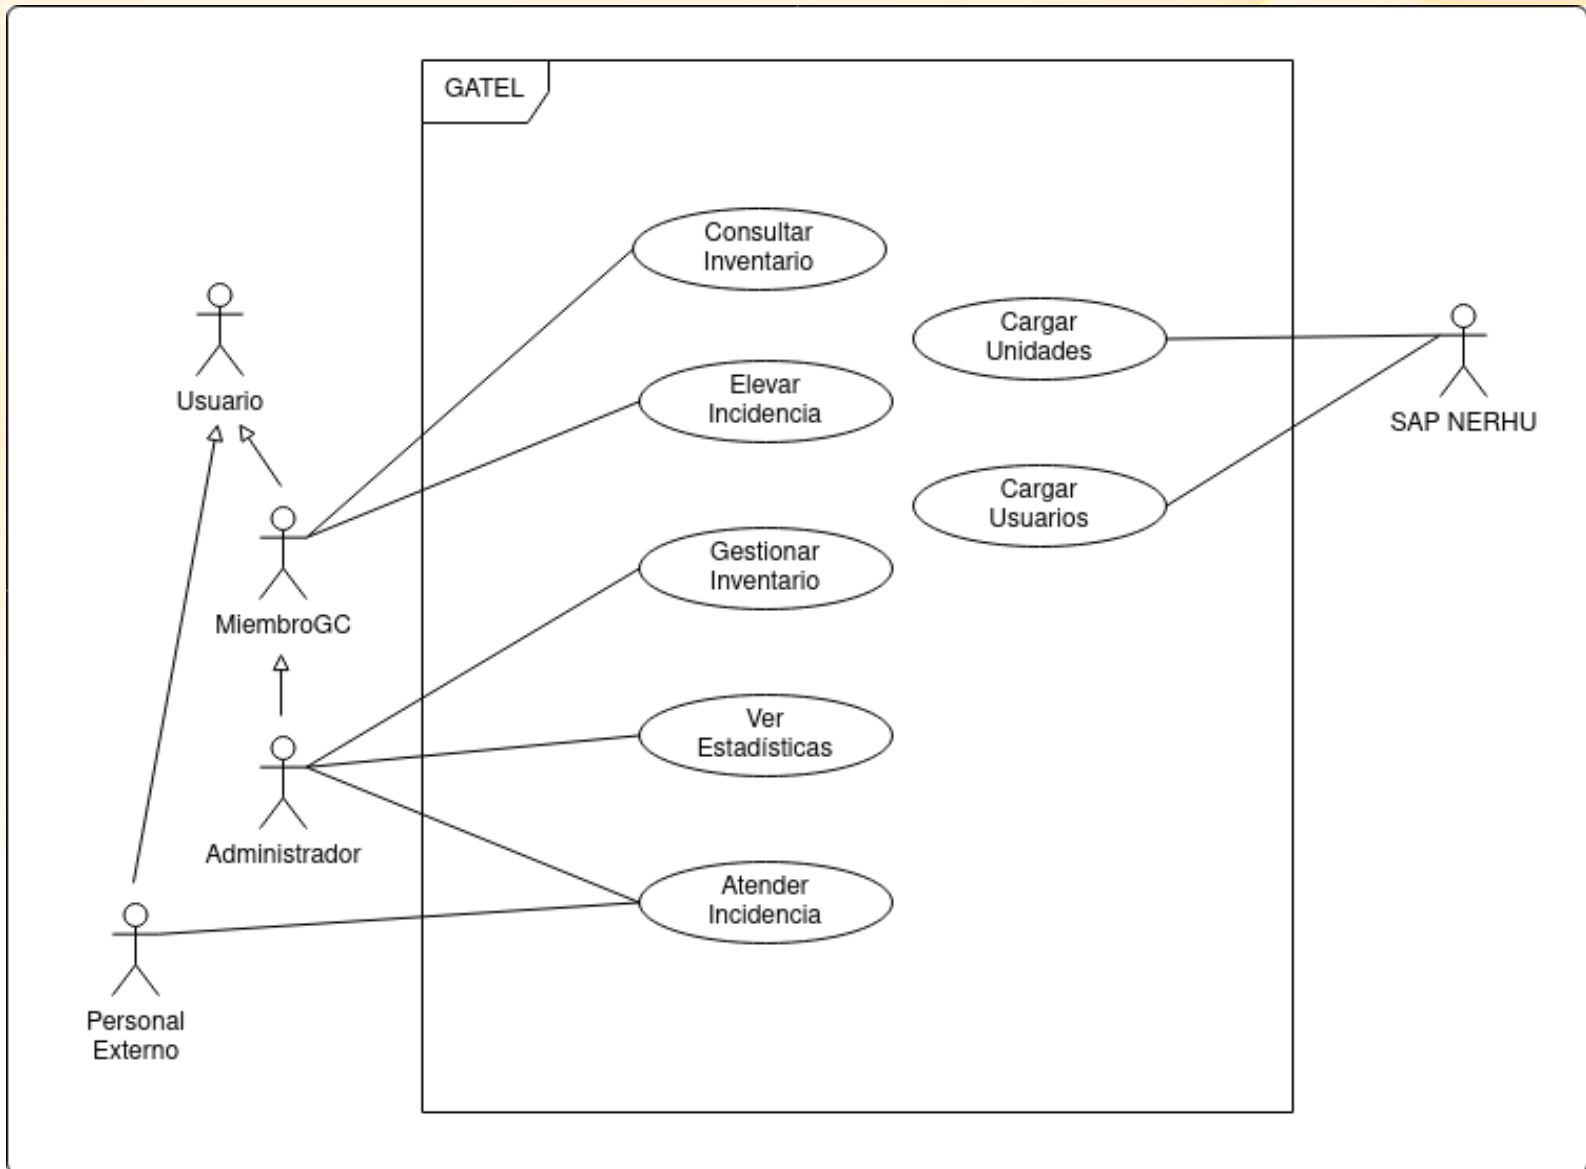 GATEL
Consultar
Inventario
Cargar
Unidades
Elevar
Incidencia
Usuario
SAP NERHU
Cargar
Usuarios
Gestionar
Inventario
MiembroGC
Ver
Estadísticas
Administrador
Atender
Incidencia
Personal
Externo